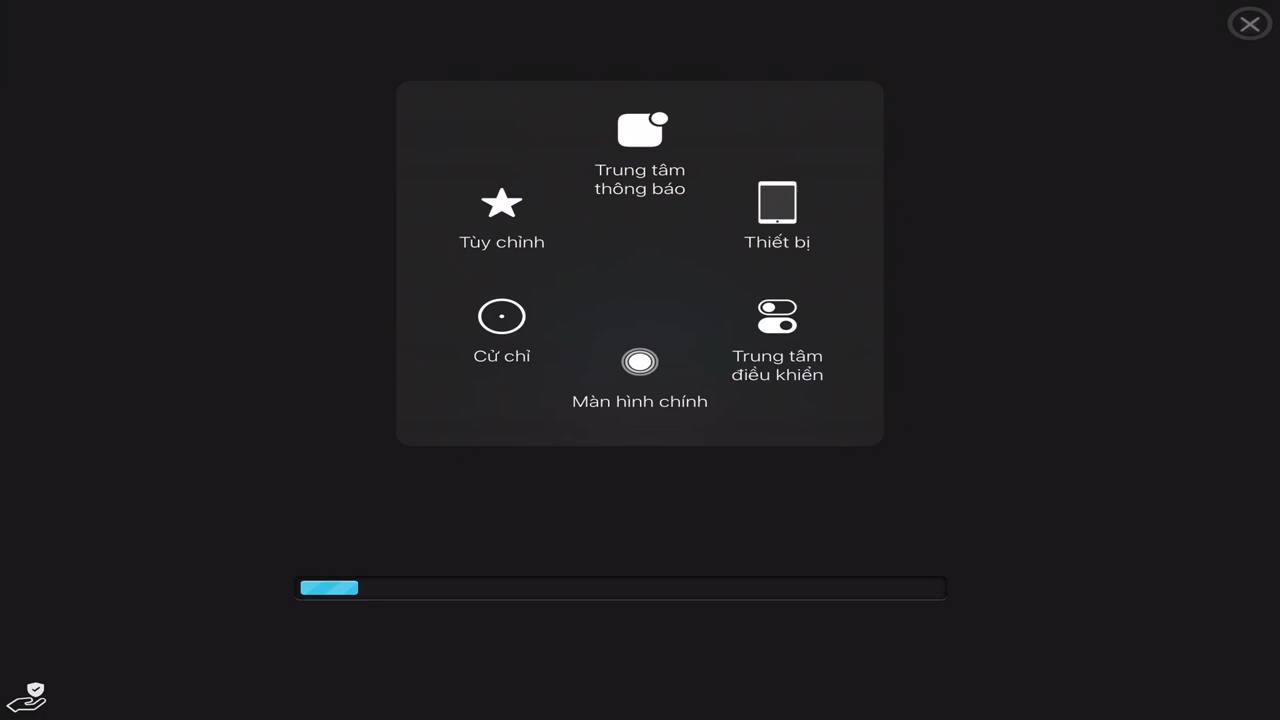 Trung tâm
thông báo
Tùy chỉnh
Thiết bị
Cử chỉ
Trung tâm
điều khiển
Màn hình chính